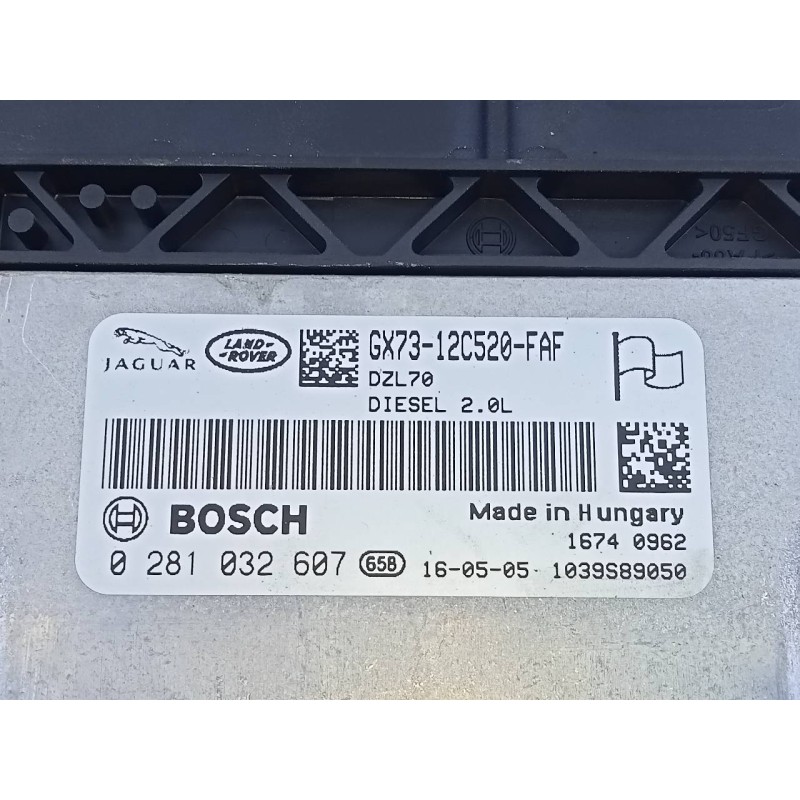 JAGUAR
LAND-
-ROVER
GX73-12C520-FAF
DZL70
DIESEL 2.0L
BOSCH
Made in Hungary
1674 0962
0 281 032 607 65B 16-05-05 1039S89050